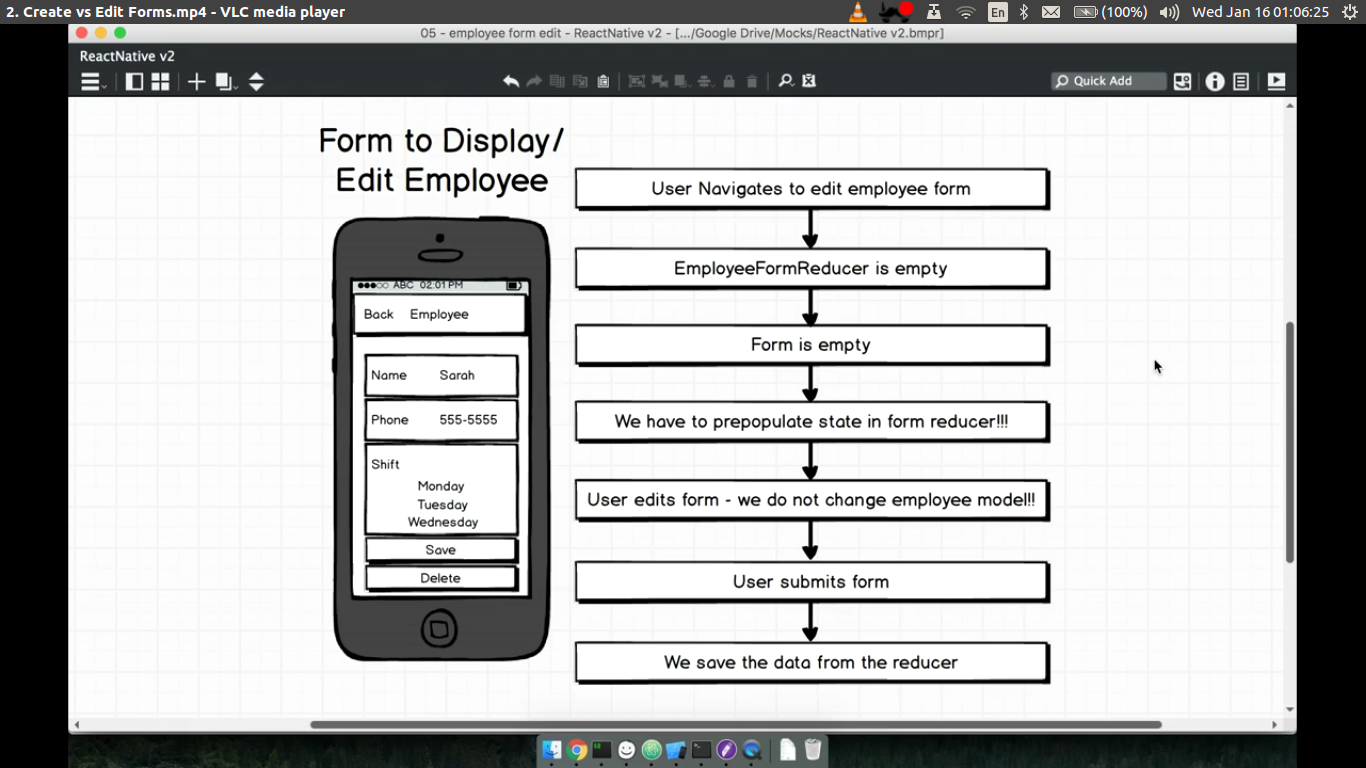 2. Create vs Edit Forms.mp4 - VLC media player
En
(100%)
Wed Jan 16 01:06:25
05 - employee form edit - ReactNative v2 - [.../Google Drive/Mocks/ReactNative v2.bmpr]
ReactNative v2
Quick Add
Form to Display/
Edit Employee
ABC 02:01 PM
Back Employee
Name Sarah
Phone 555-5555
Shift
Monday
Tuesday
Wednesday
Save
Delete
User Navigates to edit employee form
EmployeeFormReducer is empty
Form is empty
We have to prepopulate state in form reducer!!!
User edits form - we do not change employee model!!
User submits form
We save the data from the reducer